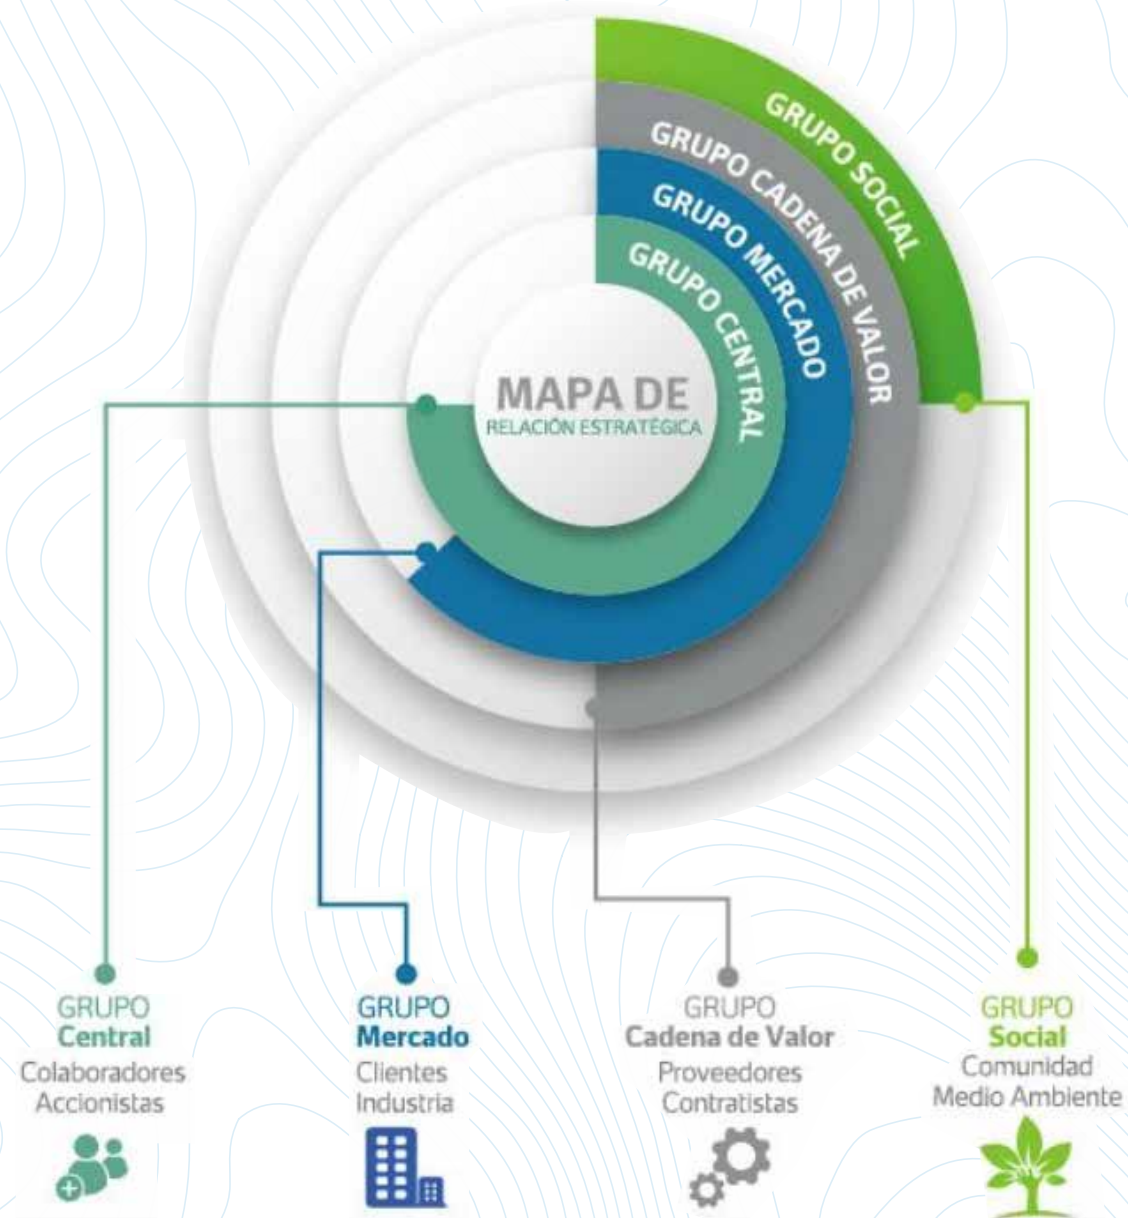 GRUPO SOCIAL
GRUPO CADENA DE VALOR
GRUPO MERCADO
GRUPO CENTRAL
MAPA DE
RELACIÓN ESTRATÉGICA
GRUPO
Central
Colaboradores
Accionistas
GRUPO
Mercado
Clientes
Industria
GRUPO
Cadena de Valor
Proveedores
Contratistas
GRUPO
Social
Comunidad
Medio Ambiente